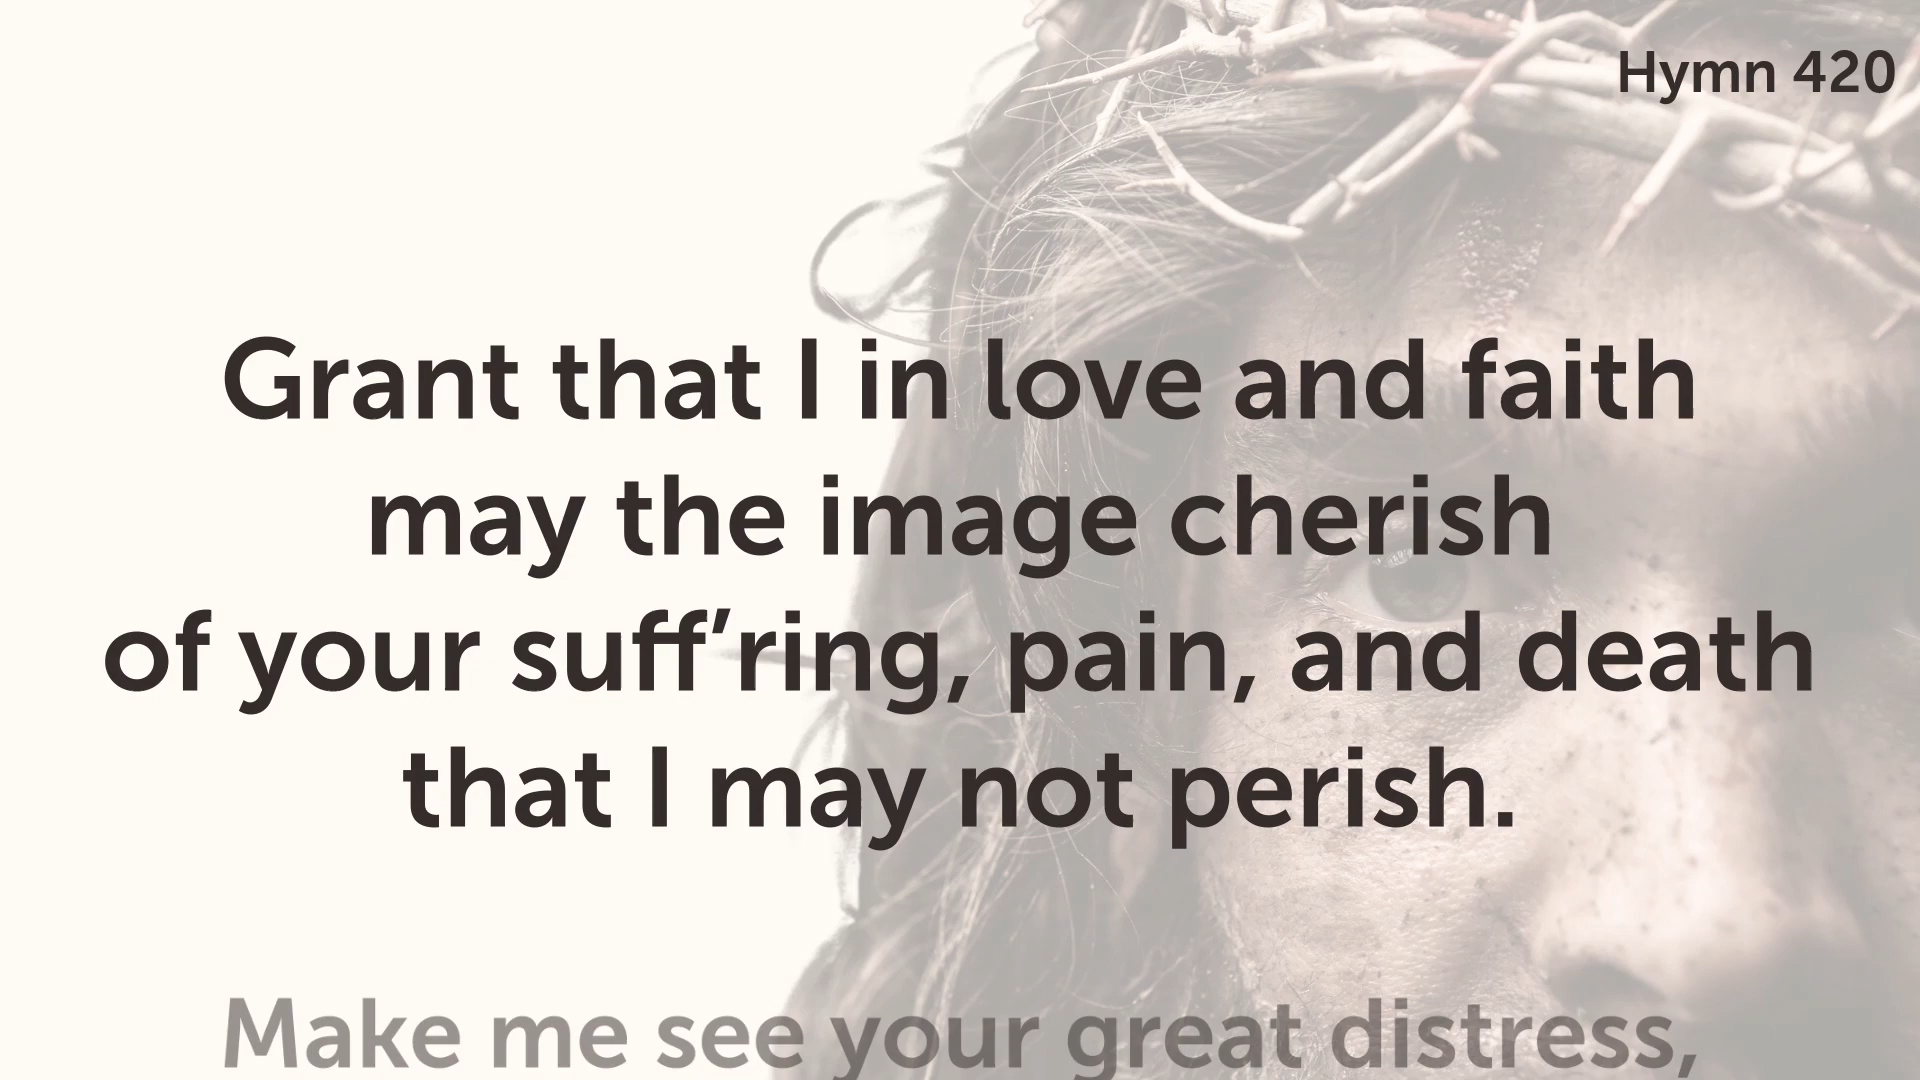 Hymn 420
Grant that I in love and faith
may the image cherish
of your suff’ring, pain, and death
that I may not perish.
Make me see your great distress,